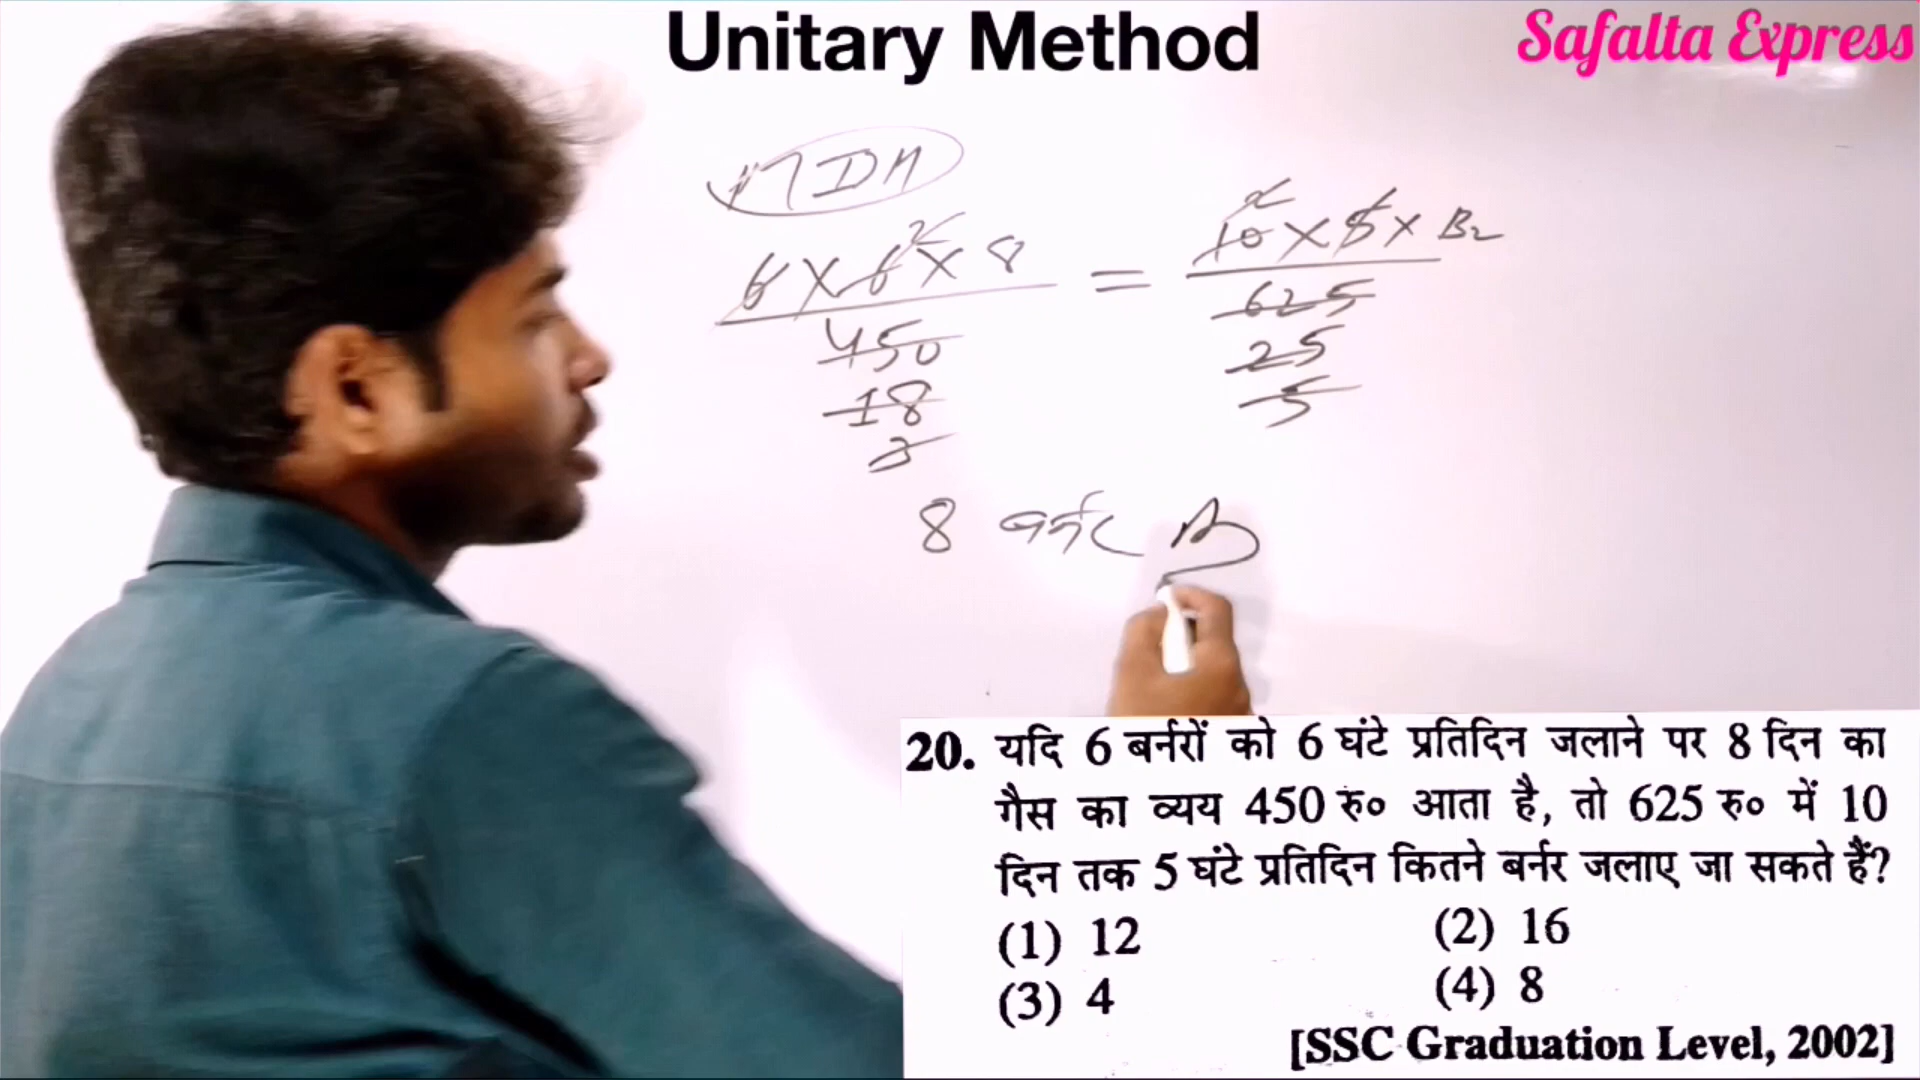 Unitary Method
Safalta Express
MDH
6 × 6 × 8 = 10 × 5 × B2
2
2
450
18
3
625
25
5
8 बर्नर
20. यदि 6 बर्नरों को 6 घंटे प्रतिदिन जलाने पर 8 दिन का
गैस का व्यय 450 रु० आता है, तो 625 रु० में 10
दिन तक 5 घंटे प्रतिदिन कितने बर्नर जलाए जा सकते हैं?
(1) 12 (2) 16
(3) 4 (4) 8
[SSC Graduation Level, 2002]